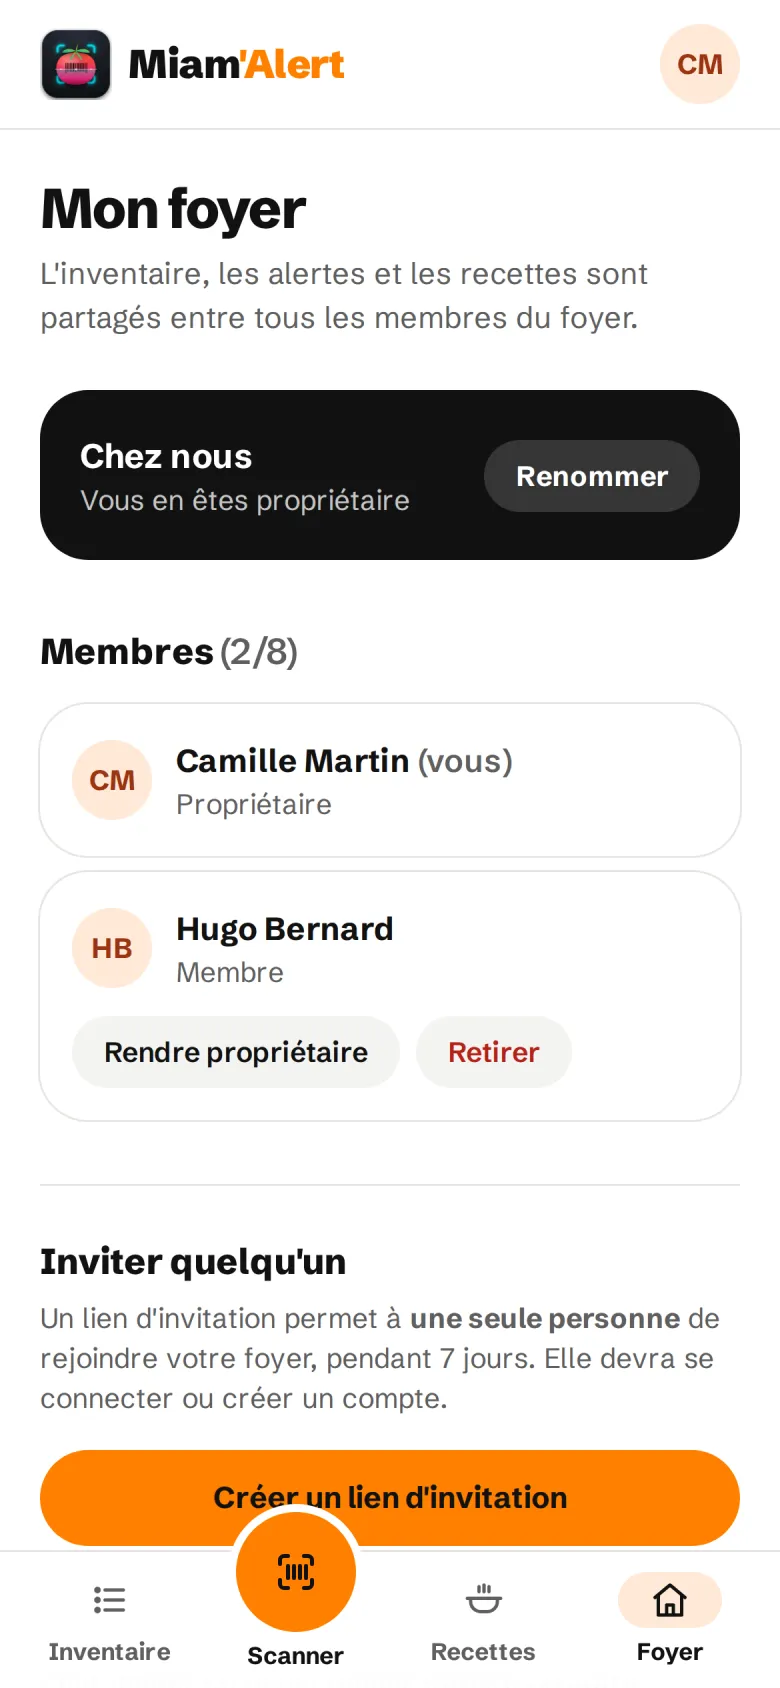 Miam'Alert
CM
Mon foyer
L'inventaire, les alertes et les recettes sont
partagés entre tous les membres du foyer.
Chez nous
Vous en êtes propriétaire
Renommer
Membres (2/8)
CM
Camille Martin (vous)
Propriétaire
HB
Hugo Bernard
Membre
Rendre propriétaire
Retirer
Inviter quelqu'un
Un lien d'invitation permet à une seule personne de
rejoindre votre foyer, pendant 7 jours. Elle devra se
connecter ou créer un compte.
Créer un lien d'invitation
Inventaire
Scanner
Recettes
Foyer